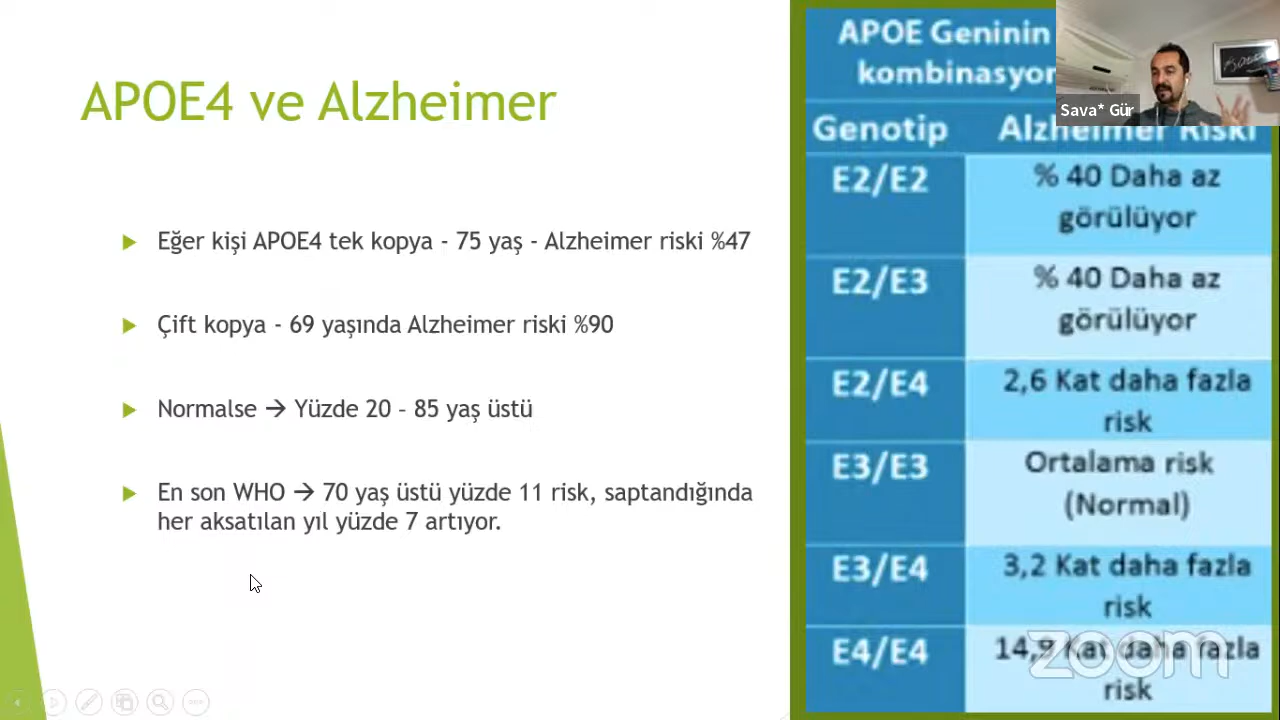 APOE4 ve Alzheimer
Eğer kişi APOE4 tek kopya - 75 yaş - Alzheimer riski %47
Çift kopya - 69 yaşında Alzheimer riski %90
Normalse → Yüzde 20 – 85 yaş üstü
En son WHO → 70 yaş üstü yüzde 11 risk, saptandığında
her aksatılan yıl yüzde 7 artıyor.
APOE Geninin
Sava* Gür
Genotip Alzheimer Riski
E2/E2 % 40 Daha az
görülüyor
E2/E3 % 40 Daha az
görülüyor
E2/E4 2,6 Kat daha fazla
risk
E3/E3 Ortalama risk
(Normal)
E3/E4 3,2 Kat daha fazla
risk
E4/E4 14,9 Kat daha fazla
risk
zoom